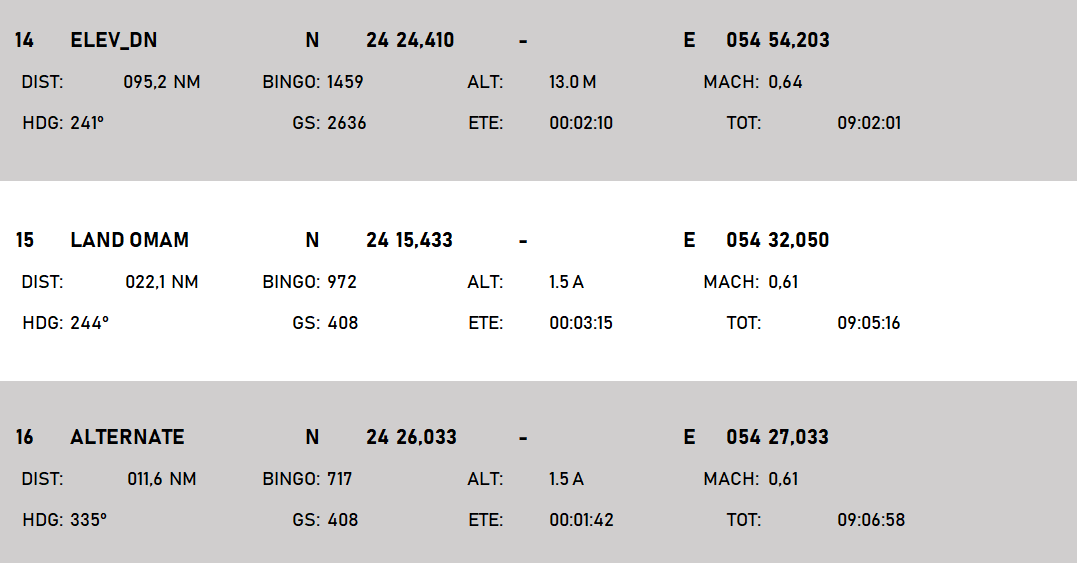 14 ELEV_DN N 24 24,410 - E 054 54,203
DIST: 095,2 NM BINGO: 1459 ALT: 13.0 M MACH: 0,64
HDG: 241° GS: 2636 ETE: 00:02:10 TOT: 09:02:01
15 LAND OMAM N 24 15,433 - E 054 32,050
DIST: 022,1 NM BINGO: 972 ALT: 1.5 A MACH: 0,61
HDG: 244° GS: 408 ETE: 00:03:15 TOT: 09:05:16
16 ALTERNATE N 24 26,033 - E 054 27,033
DIST: 011,6 NM BINGO: 717 ALT: 1.5 A MACH: 0,61
HDG: 335° GS: 408 ETE: 00:01:42 TOT: 09:06:58